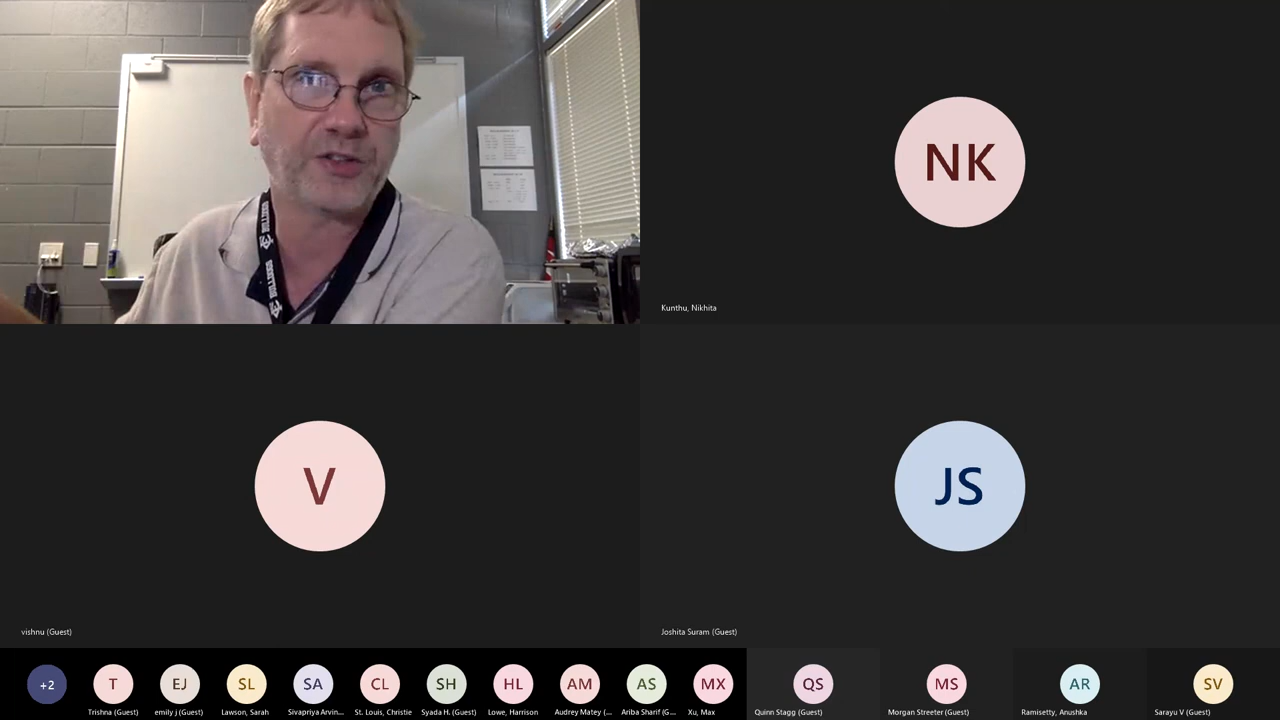 NK
Kunthu, Nikhita
V
vishnu (Guest)
JS
Joshita Suram (Guest)
+2
T
EJ
SL
SA
CL
SH
HL
AM
AS
MX
QS
MS
AR
SV
Trishna (Guest)
emily j (Guest)
Lawson, Sarah
Sivapriya Arvin...
St. Louis, Christie
Syada H. (Guest)
Lowe, Harrison
Audrey Matey (...
Ariba Sharif (G...
Xu, Max
Quinn Stagg (Guest)
Morgan Streeter (Guest)
Ramisetty, Anushka
Sarayu V (Guest)